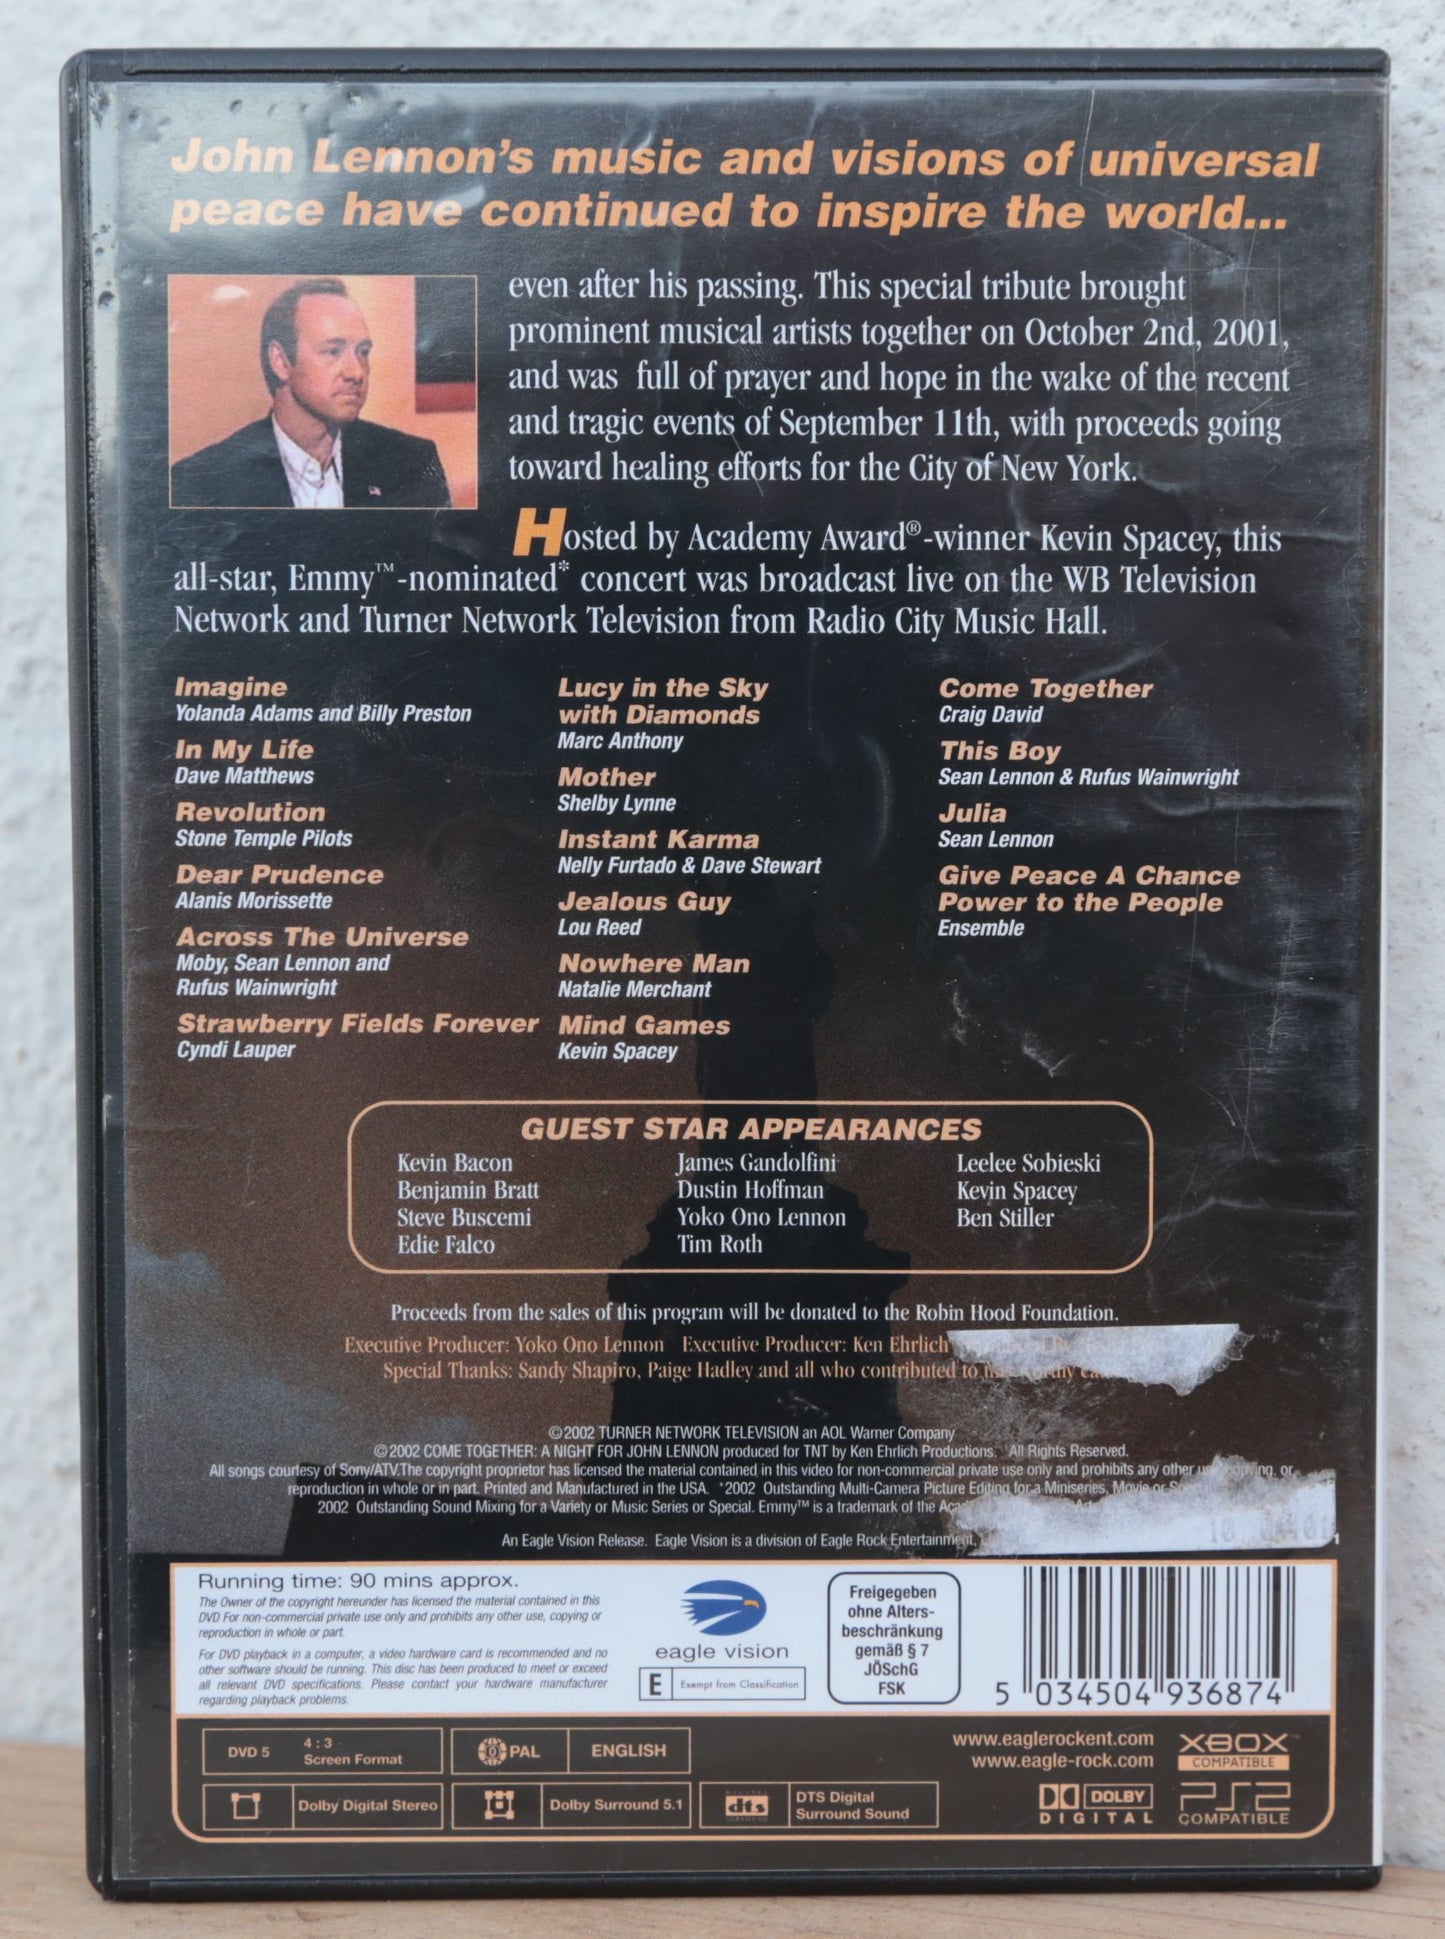 John Lennon's music and visions of universal
peace have continued to inspire the world...
even after his passing. This special tribute brought
prominent musical artists together on October 2nd, 2001,
and was full of prayer and hope in the wake of the recent
and tragic events of September 11th, with proceeds going
toward healing efforts for the City of New York.
Hosted by Academy Award®-winner Kevin Spacey, this
all-star, Emmy™-nominated* concert was broadcast live on the WB Television
Network and Turner Network Television from Radio City Music Hall.
Imagine
Yolanda Adams and Billy Preston
In My Life
Dave Matthews
Revolution
Stone Temple Pilots
Dear Prudence
Alanis Morissette
Across The Universe
Moby, Sean Lennon and
Rufus Wainwright
Strawberry Fields Forever
Cyndi Lauper
Lucy in the Sky
with Diamonds
Marc Anthony
Mother
Shelby Lynne
Instant Karma
Nelly Furtado & Dave Stewart
Jealous Guy
Lou Reed
Nowhere Man
Natalie Merchant
Mind Games
Kevin Spacey
Come Together
Craig David
This Boy
Sean Lennon & Rufus Wainwright
Julia
Sean Lennon
Give Peace A Chance
Power to the People
Ensemble
GUEST STAR APPEARANCES
Kevin Bacon
Benjamin Bratt
Steve Buscemi
Edie Falco
James Gandolfini
Dustin Hoffman
Yoko Ono Lennon
Tim Roth
Leelee Sobieski
Kevin Spacey
Ben Stiller
Proceeds from the sales of this program will be donated to the Robin Hood Foundation.
Executive Producer: Yoko Ono Lennon Executive Producer: Ken Ehrlich
Special Thanks: Sandy Shapiro, Paige Hadley and all who contributed to
©2002 TURNER NETWORK TELEVISION an AOL Warner Company
©2002 COME TOGETHER: A NIGHT FOR JOHN LENNON produced for TNT by Ken Ehrlich Productions. All Rights Reserved.
All songs courtesy of Sony/ATV.The copyright proprietor has licensed the material contained in this video for non-commercial private use only and prohibits any other use, copying, or
reproduction in whole or in part. Printed and Manufactured in the USA. *2002 Outstanding Multi-Camera Picture Editing for a Miniseries, Movie or
2002 Outstanding Sound Mixing for a Variety or Music Series or Special. Emmy™ is a trademark of the
An Eagle Vision Release. Eagle Vision is a division of Eagle Rock Entertainment,
Running time: 90 mins approx.
The Owner of the copyright hereunder has licensed the material contained in this
DVD For non-commercial private use only and prohibits any other use, copying or
reproduction in whole or part.
For DVD playback in a computer, a video hardware card is recommended and no
other software should be running. This disc has been produced to meet or exceed
all relevant DVD specifications. Please contact your hardware manufacturer
regarding playback problems.
eagle vision
E Exempt from Classification
Freigegeben
ohne Alters-
beschränkung
gemäß § 7
JÖSchG
FSK
5 034504 936874
DVD 5
4 : 3
Screen Format
0 PAL
ENGLISH
Dolby Digital Stereo
Dolby Surround 5.1
DIGITAL
dts
SURROUND
DTS Digital
Surround Sound
www.eaglerockent.com
www.eagle-rock.com
XBOX™
COMPATIBLE
DOLBY
DIGITAL
PS2
COMPATIBLE